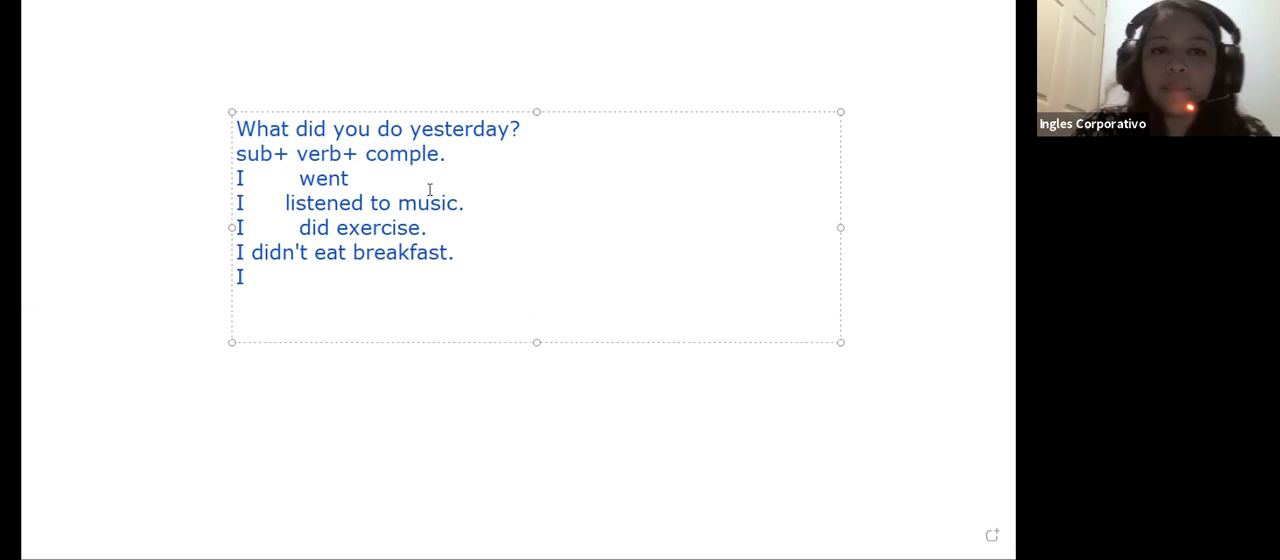 What did you do yesterday?
sub+ verb+ comple.
I went
I listened to music.
I did exercise.
I didn't eat breakfast.
I
Ingles Corporativo